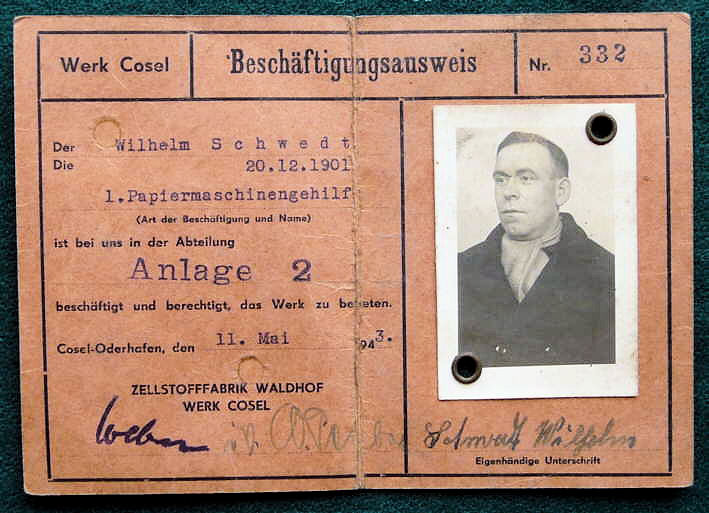 Werk Cosel
Beschäftigungsausweis
Nr. 332
Der
Die
Wilhelm Schwedt
20.12.1901
1.Papiermaschinengehilf
(Art der Beschäftigung und Name)
ist bei uns in der Abteilung
Anlage 2
beschäftigt und berechtigt, das Werk zu betreten.
Cosel-Oderhafen, den 11. Mai 1943.
ZELLSTOFFFABRIK WALDHOF
WERK COSEL
Weber i.V.
Schwedt Wilhelm
Eigenhändige Unterschrift